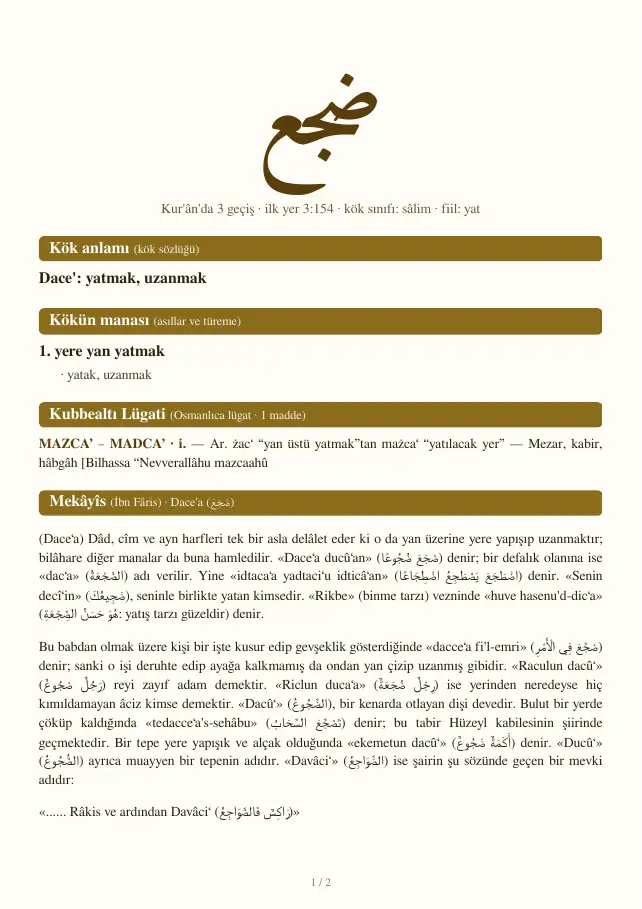 ضجع
Kur'ân'da 3 geçiş · ilk yer 3:154 · kök sınıfı: sâlim · fiil: yat
Kök anlamı (kök sözlüğü)
Dace': yatmak, uzanmak
Kökün manası (asıllar ve türeme)
1. yere yan yatmak
· yatak, uzanmak
Kubbealtı Lügati (Osmanlıca lügat · 1 madde)
MAZCA’ – MADCA’ · i. — Ar. żac‘ “yan üstü yatmak”tan mażca‘ “yatılacak yer” — Mezar, kabir,
hâbgâh [Bilhassa “Nevverallâhu mazcaahû
Mekâyîs (İbn Fâris) · Dace'a (ضَجَعَ)
(Dace‘a) Dâd, cîm ve ayn harfleri tek bir asla delâlet eder ki o da yan üzerine yere yapışıp uzanmaktır;
bilâhare diğer manalar da buna hamledilir. «Dace‘a ducû‘an» (ضَجَعَ ضُجُوعًا) denir; bir defalık olanına ise
«dac‘a» (الضَّجْعَةُ) adı verilir. Yine «idtaca‘a yadtaci‘u idticâ‘an» (اضْطَجَعَ يَضْطَجِعُ اضْطِجَاعًا) denir. «Senin
decî‘in» (ضَجِيعُكَ), seninle birlikte yatan kimsedir. «Rikbe» (binme tarzı) vezninde «huve hasenu'd-dic‘a»
(هُوَ حَسَنُ الضِّجْعَةِ: yatış tarzı güzeldir) denir.
Bu babdan olmak üzere kişi bir işte kusur edip gevşeklik gösterdiğinde «dacce‘a fi'l-emri» (ضَجَّعَ فِي الْأَمْرِ)
denir; sanki o işi deruhte edip ayağa kalkmamış da ondan yan çizip uzanmış gibidir. «Raculun dacû‘»
(رَجُلٌ ضَجُوعٌ) reyi zayıf adam demektir. «Riclun duca‘a» (رِجْلٌ ضُجَعَةٌ) ise yerinden neredeyse hiç
kımıldamayan âciz kimse demektir. «Dacû‘» (الضَّجُوعُ), bir kenarda otlayan dişi devedir. Bulut bir yerde
çöküp kaldığında «tedacce‘a's-sehâbu» (تَضَجَّعَ السَّحَابُ) denir; bu tabir Hüzeyl kabilesinin şiirinde
geçmektedir. Bir tepe yere yapışık ve alçak olduğunda «ekemetun dacû‘» (أَكَمَةٌ ضَجُوعٌ) denir. «Ducû‘»
(الضُّجُوعُ) ayrıca muayyen bir tepenin adıdır. «Davâci‘» (الضَّوَاجِعُ) ise şairin şu sözünde geçen bir mevki
adıdır:
«...... Râkis ve ardından Davâci‘ (رَاكِسٌ فَالضَّوَاجِعُ)»
1 / 2